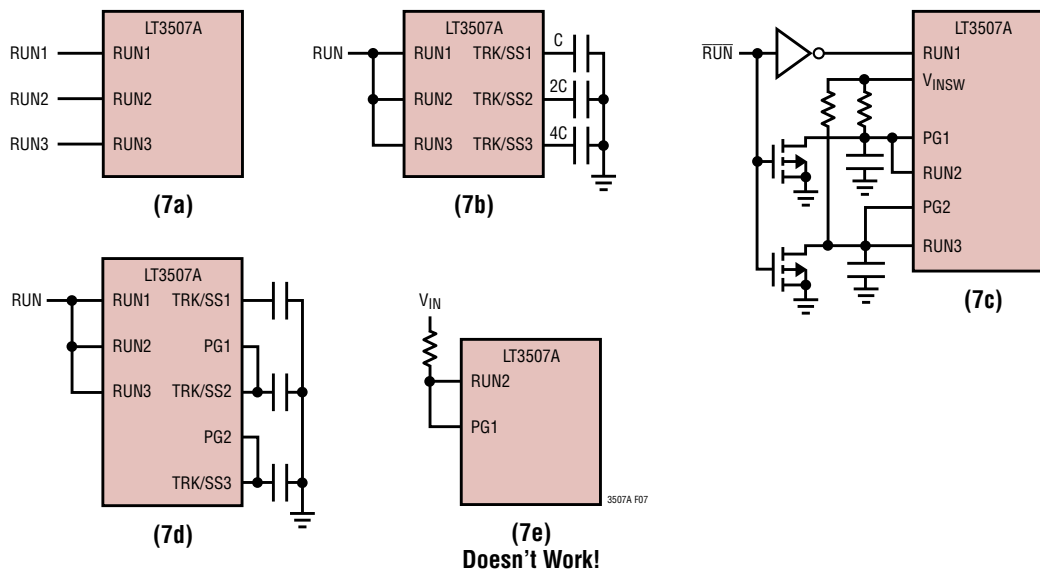 LT3507A
RUN1 RUN1
RUN2 RUN2
RUN3 RUN3
(7a)
LT3507A
RUN RUN1 TRK/SS1 C
RUN2 TRK/SS2 2C
RUN3 TRK/SS3 4C
(7b)
LT3507A
RUN RUN1
VINSW
PG1
RUN2
PG2
RUN3
(7c)
LT3507A
RUN RUN1 TRK/SS1
RUN2 PG1
RUN3 TRK/SS2
PG2
TRK/SS3
(7d)
VIN
LT3507A
RUN2
PG1
3507A F07
(7e)
Doesn't Work!